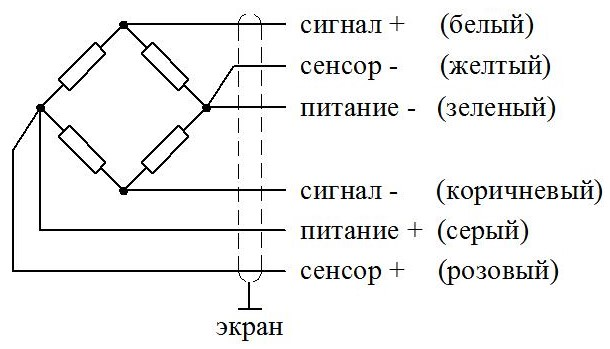 сигнал + (белый)
сенсор - (желтый)
питание - (зеленый)
сигнал - (коричневый)
питание + (серый)
сенсор + (розовый)
экран